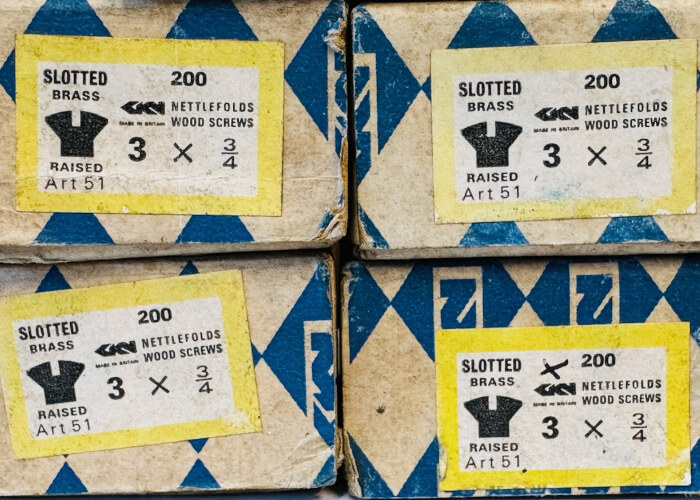 SLOTTED 200
BRASS
GKN NETTLEFOLDS
MADE IN BRITAIN WOOD SCREWS
3 × 3/4
RAISED
Art 51
SLOTTED 200
BRASS
GKN NETTLEFOLDS
MADE IN BRITAIN WOOD SCREWS
3 × 3/4
RAISED
Art 51
SLOTTED 200
BRASS
GKN NETTLEFOLDS
MADE IN BRITAIN WOOD SCREWS
3 × 3/4
RAISED
Art 51
N N
SLOTTED × 200
BRASS
GKN NETTLEFOLDS
MADE IN BRITAIN WOOD SCREWS
3 × 3/4
RAISED
Art 51